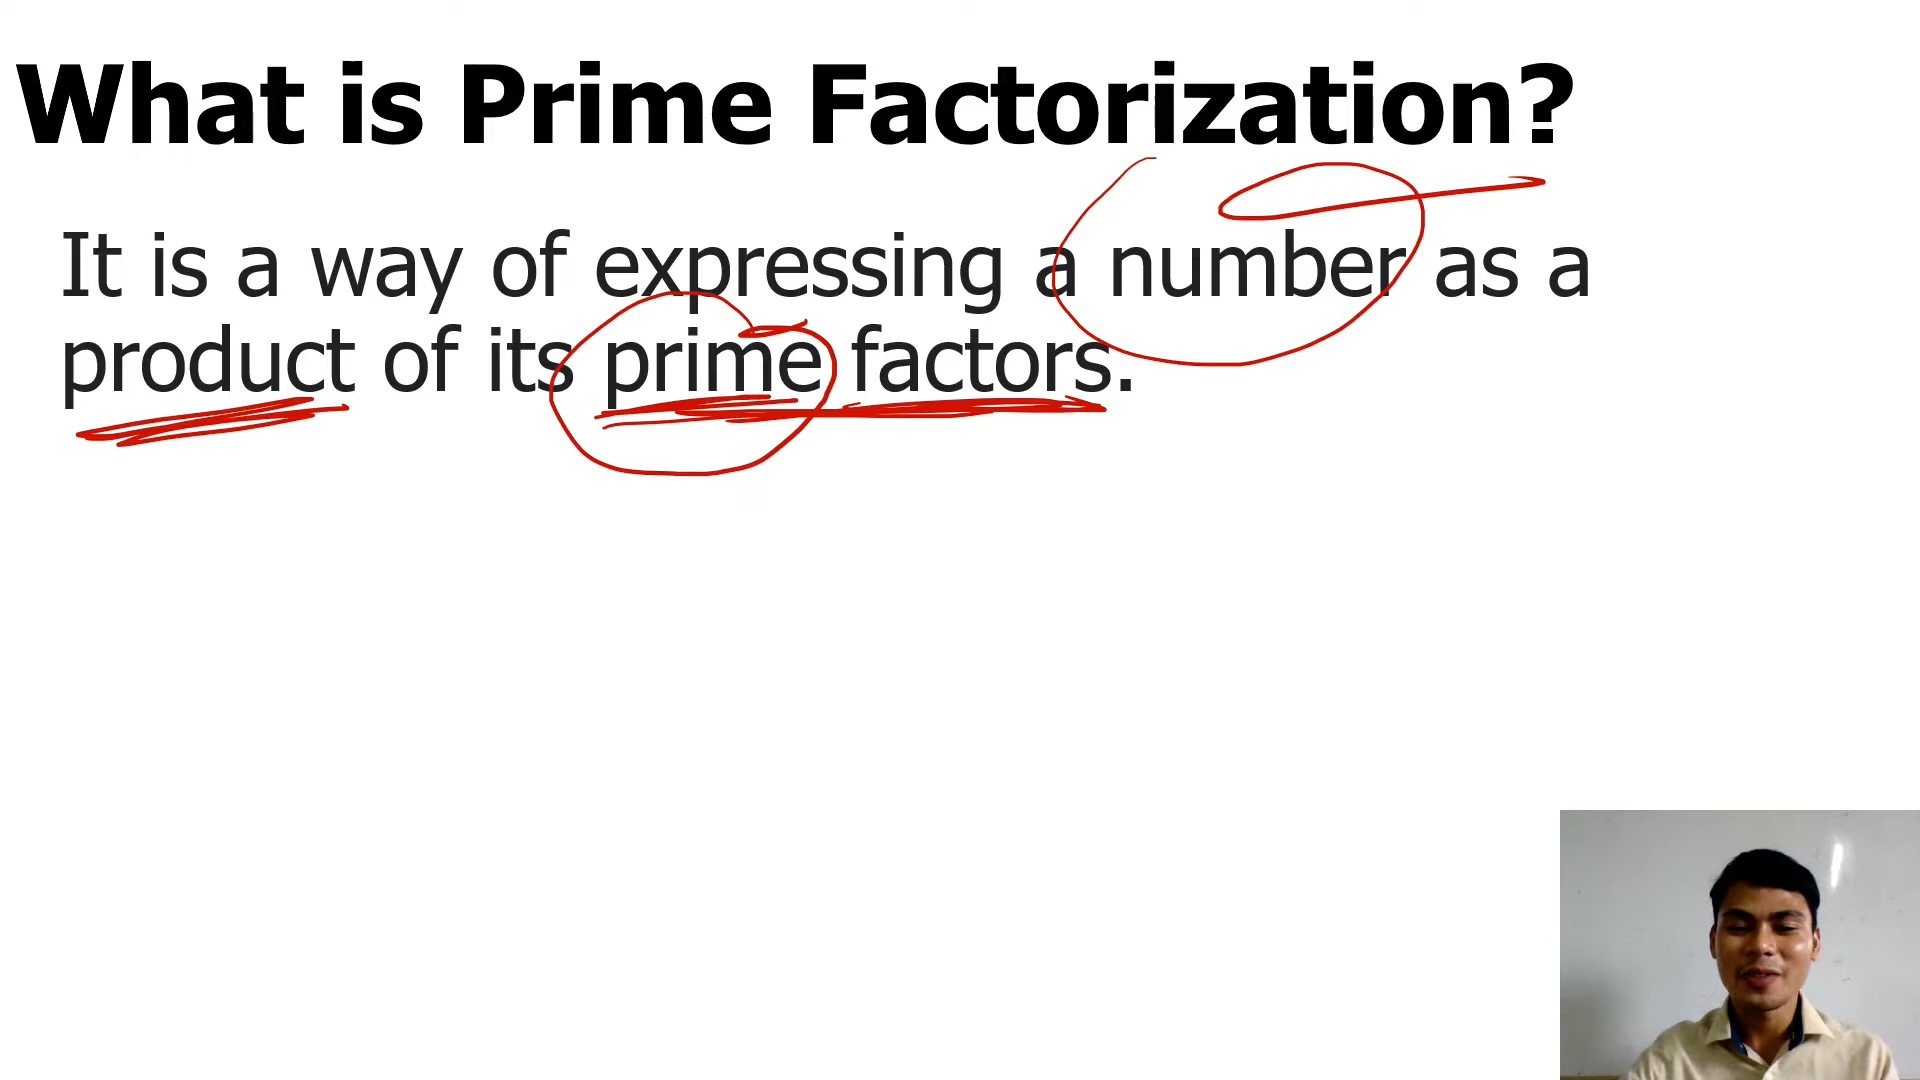 What is Prime Factorization?
It is a way of expressing a number as a
product of its prime factors.